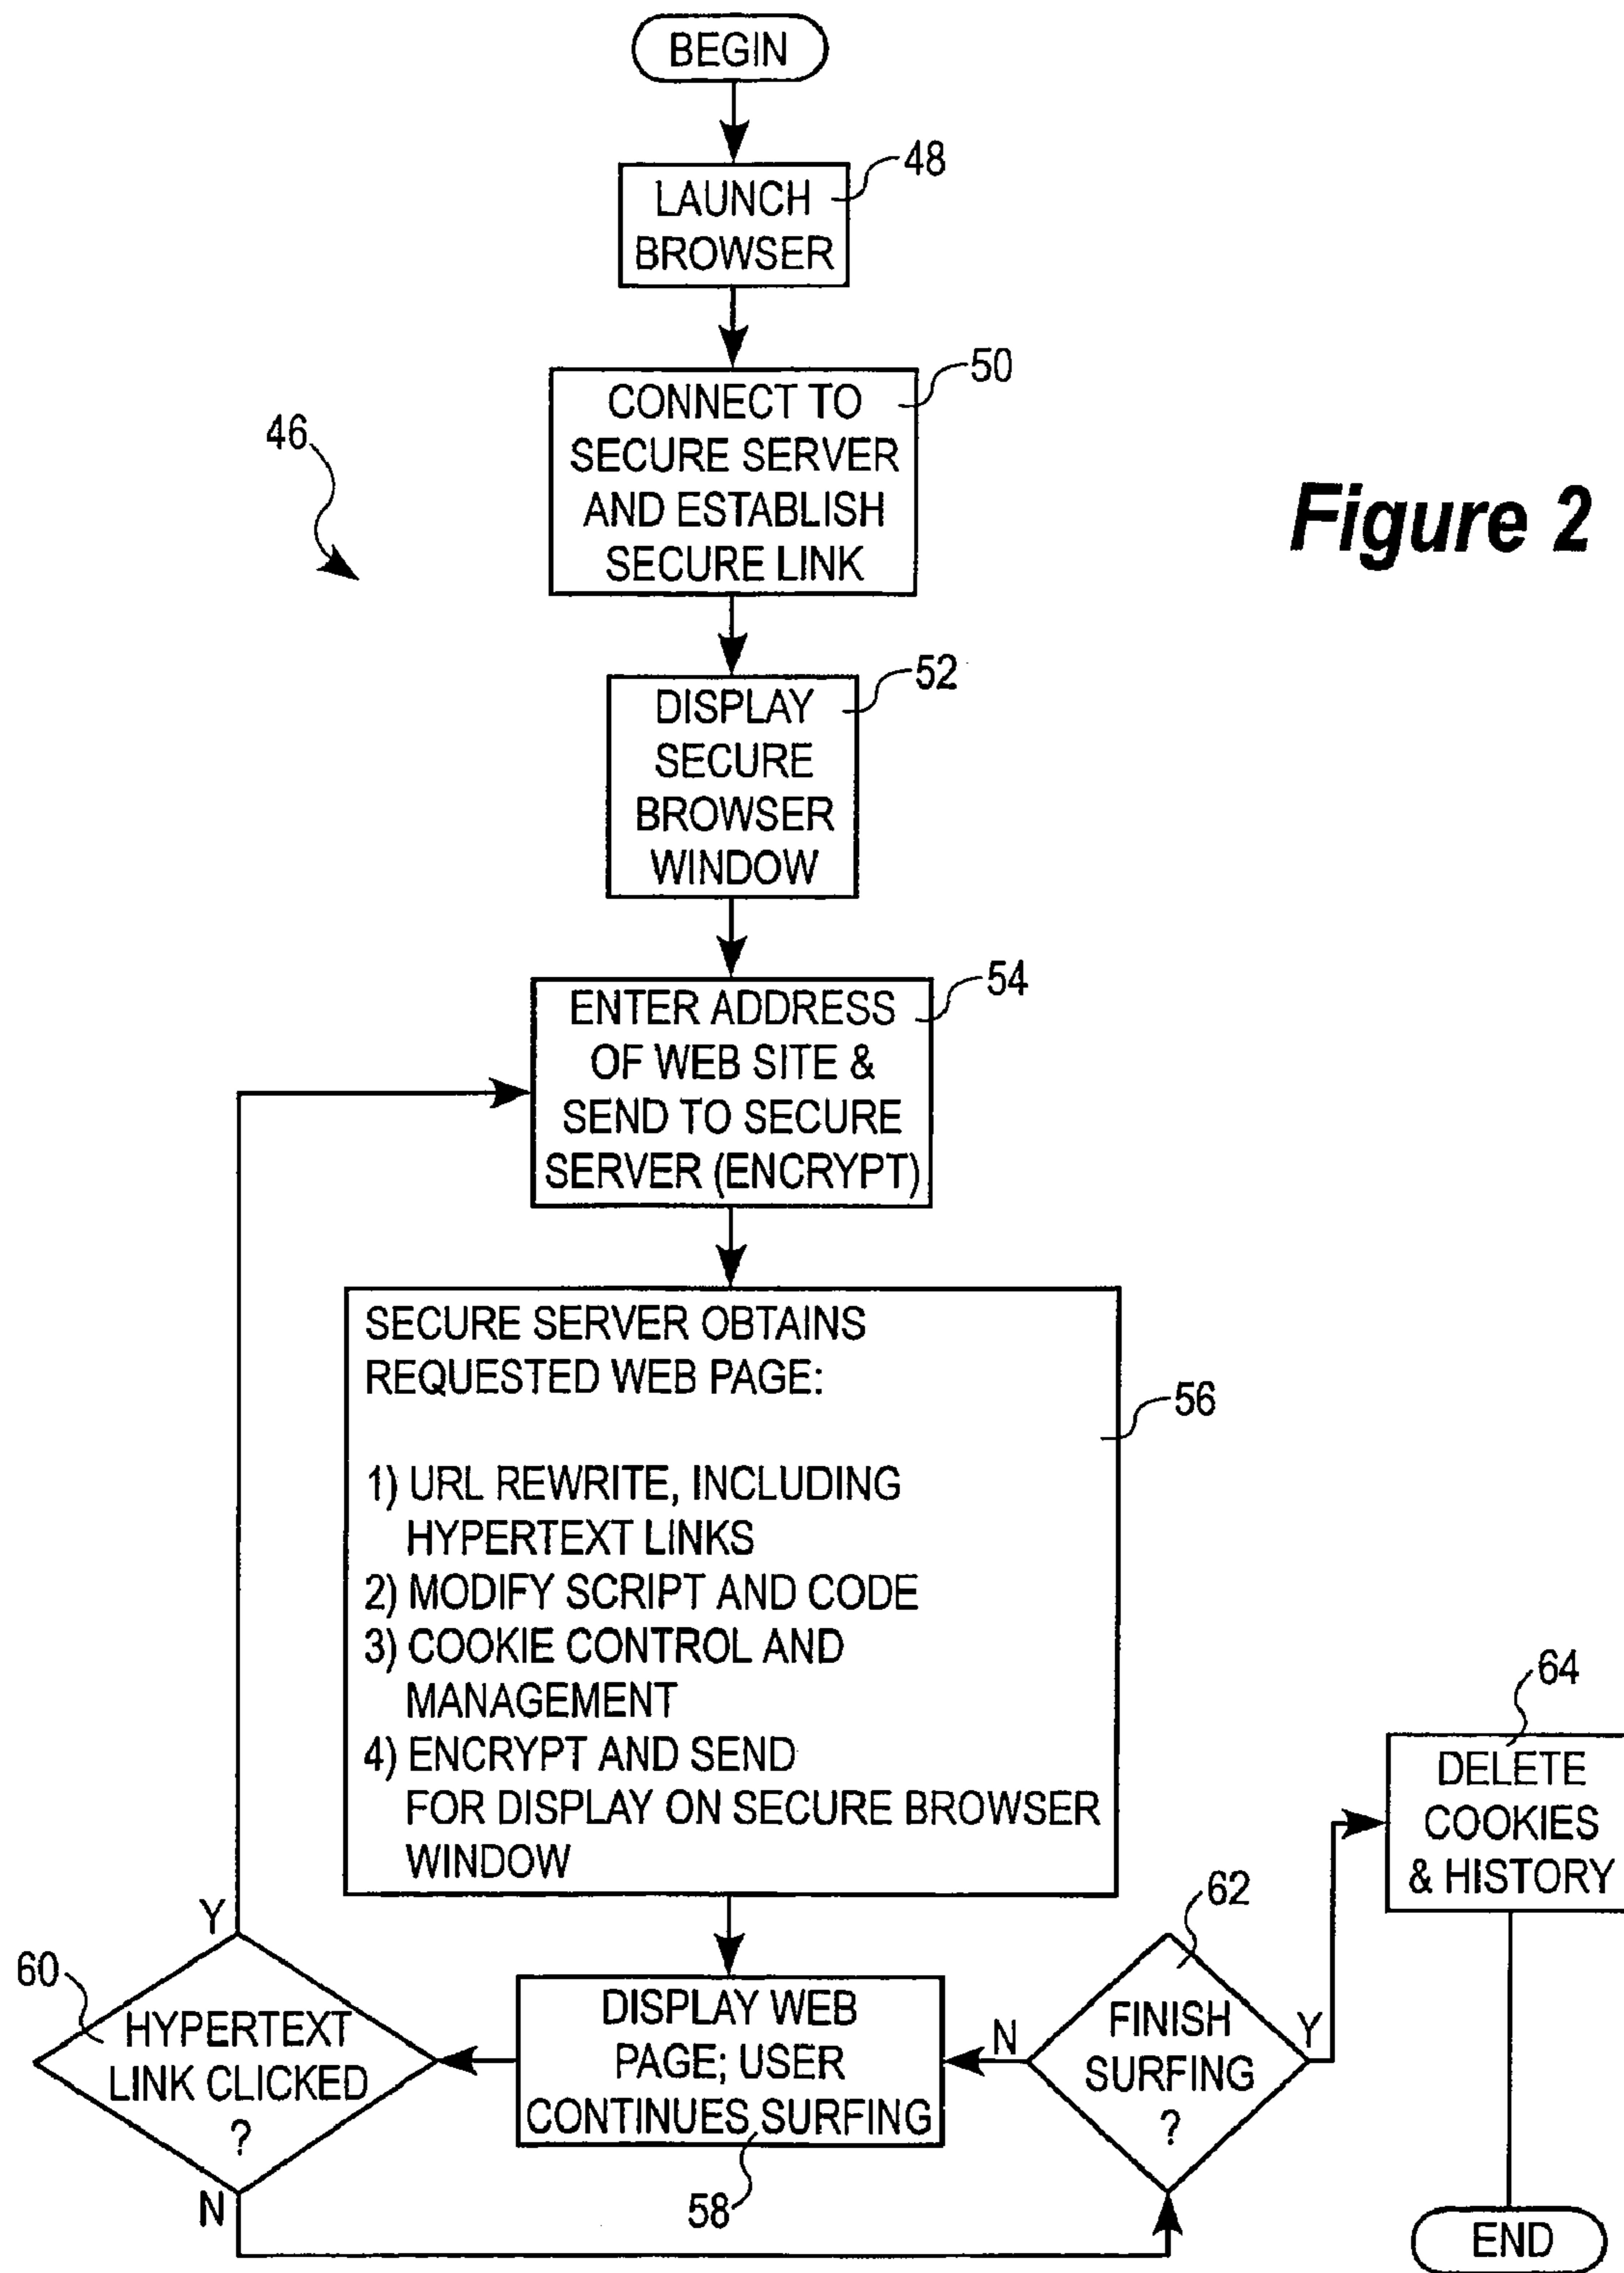 BEGIN
48
LAUNCH
BROWSER
50
CONNECT TO
SECURE SERVER
AND ESTABLISH
SECURE LINK
46
Figure 2
52
DISPLAY
SECURE
BROWSER
WINDOW
54
ENTER ADDRESS
OF WEB SITE &
SEND TO SECURE
SERVER (ENCRYPT)
SECURE SERVER OBTAINS
REQUESTED WEB PAGE:
56
1) URL REWRITE, INCLUDING
HYPERTEXT LINKS
2) MODIFY SCRIPT AND CODE
3) COOKIE CONTROL AND
MANAGEMENT
4) ENCRYPT AND SEND
FOR DISPLAY ON SECURE BROWSER
WINDOW
64
DELETE
COOKIES
& HISTORY
Y
60
HYPERTEXT
LINK CLICKED
?
N
DISPLAY WEB
PAGE; USER
CONTINUES SURFING
58
N
62
FINISH
SURFING
?
Y
END